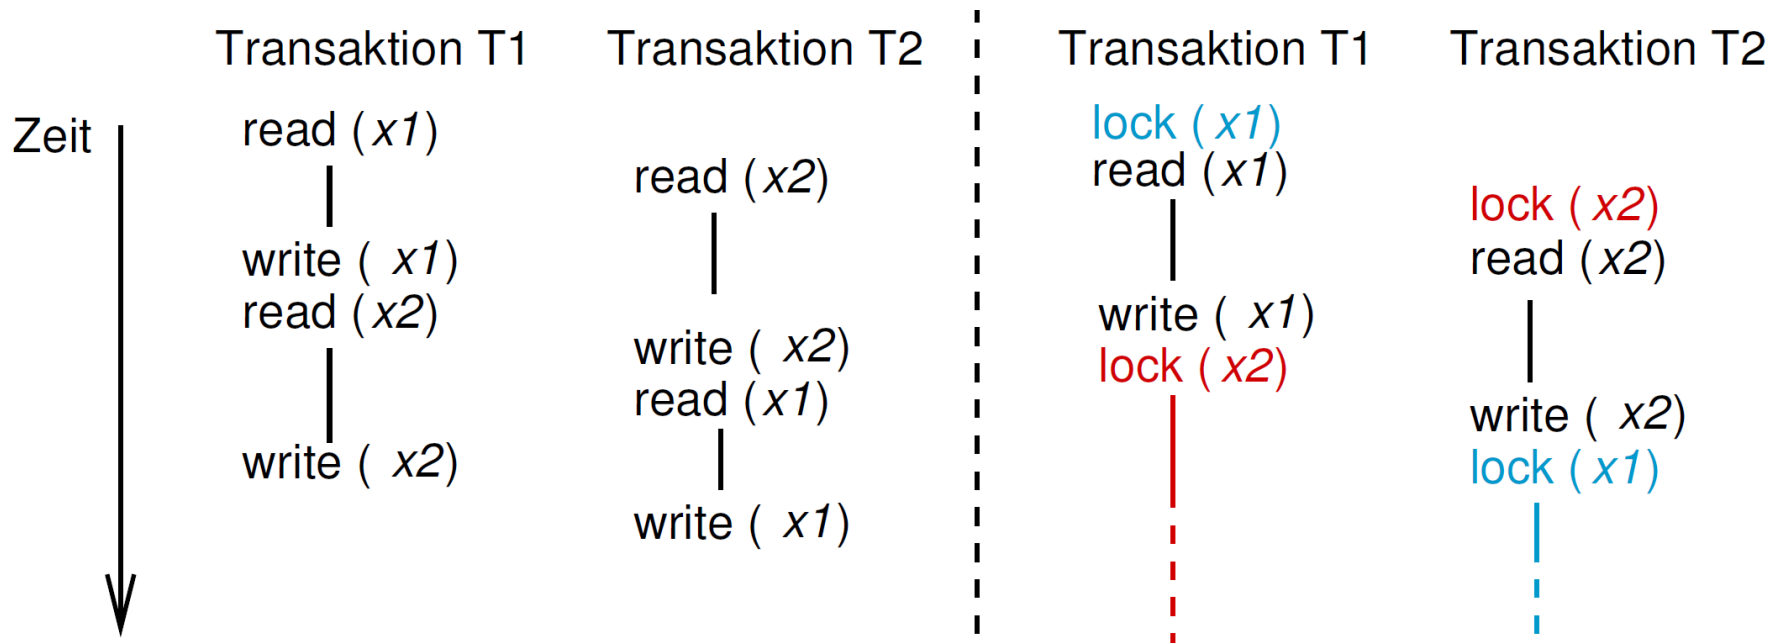 Transaktion T1
Transaktion T2
Zeit
read (x1)
read (x2)
write ( x1)
read (x2)
write ( x2)
read (x1)
write ( x2)
write ( x1)
Transaktion T1
Transaktion T2
lock ( x1)
read (x1)
lock ( x2)
read (x2)
write ( x1)
lock ( x2)
write ( x2)
lock ( x1)